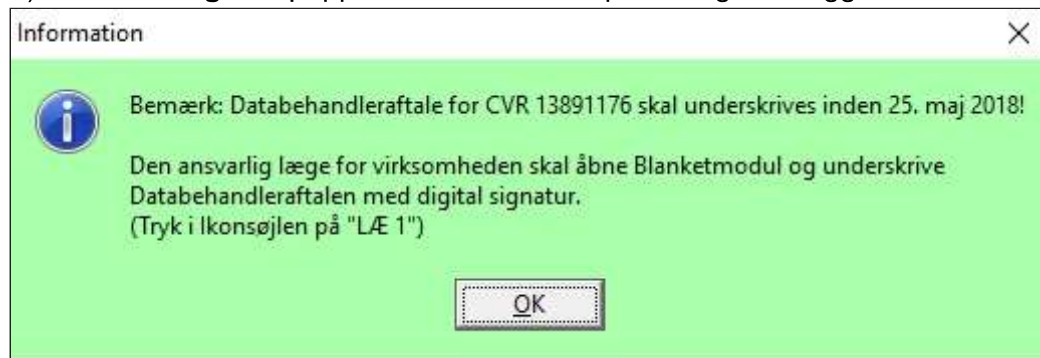 Information
Bemærk: Databehandleraftale for CVR 13891176 skal underskrives inden 25. maj 2018!
Den ansvarlig læge for virksomheden skal åbne Blanketmodul og underskrive
Databehandleraftalen med digital signatur.
(Tryk i Ikonsøjlen på "LÆ 1")
OK